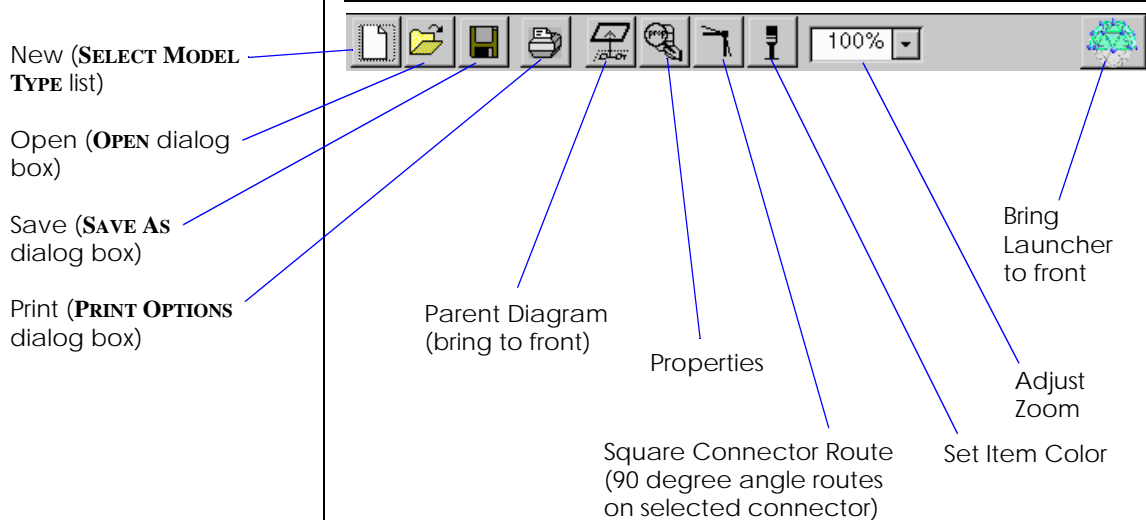 100%
New (SELECT MODEL
TYPE list)
Open (OPEN dialog
box)
Save (SAVE AS
dialog box)
Print (PRINT OPTIONS
dialog box)
Parent Diagram
(bring to front)
Properties
Square Connector Route
(90 degree angle routes
on selected connector)
Set Item Color
Adjust
Zoom
Bring
Launcher
to front